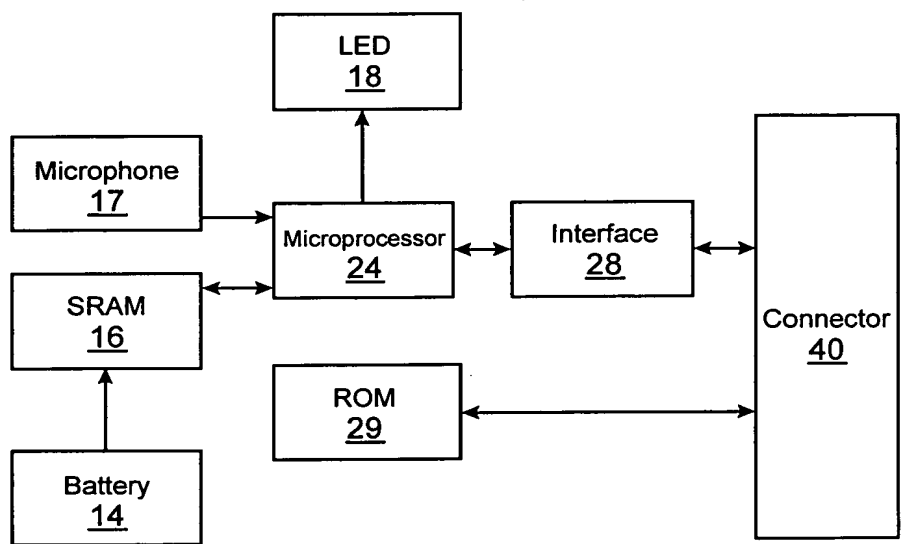 LED
18
Microphone
17
Microprocessor
24
Interface
28
SRAM
16
Connector
40
ROM
29
Battery
14